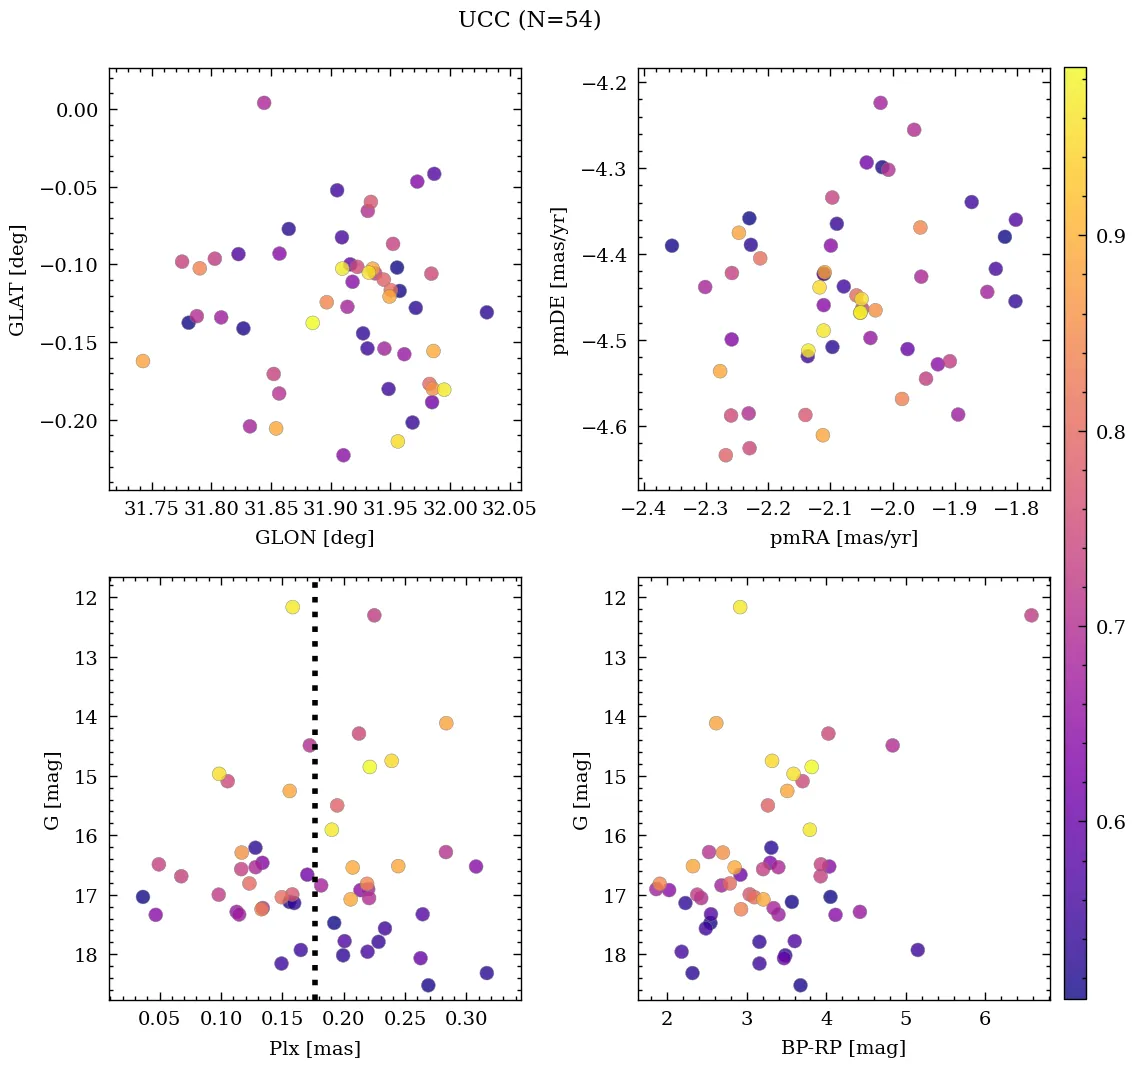 UCC (N=54)
0.00
−0.05
−0.10
−0.15
−0.20
GLAT [deg]
31.75 31.80 31.85 31.90 31.95 32.00 32.05
GLON [deg]
−4.2
−4.3
−4.4
−4.5
−4.6
pmDE [mas/yr]
−2.4 −2.3 −2.2 −2.1 −2.0 −1.9 −1.8
pmRA [mas/yr]
12
13
14
15
16
17
18
G [mag]
0.05 0.10 0.15 0.20 0.25 0.30
Plx [mas]
12
13
14
15
16
17
18
G [mag]
2 3 4 5 6
BP-RP [mag]
0.9
0.8
0.7
0.6